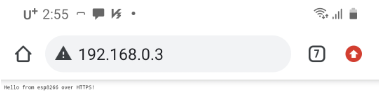 U+ 2:55
192.168.0.3 7
Hello from esp8266 over HTTPS!